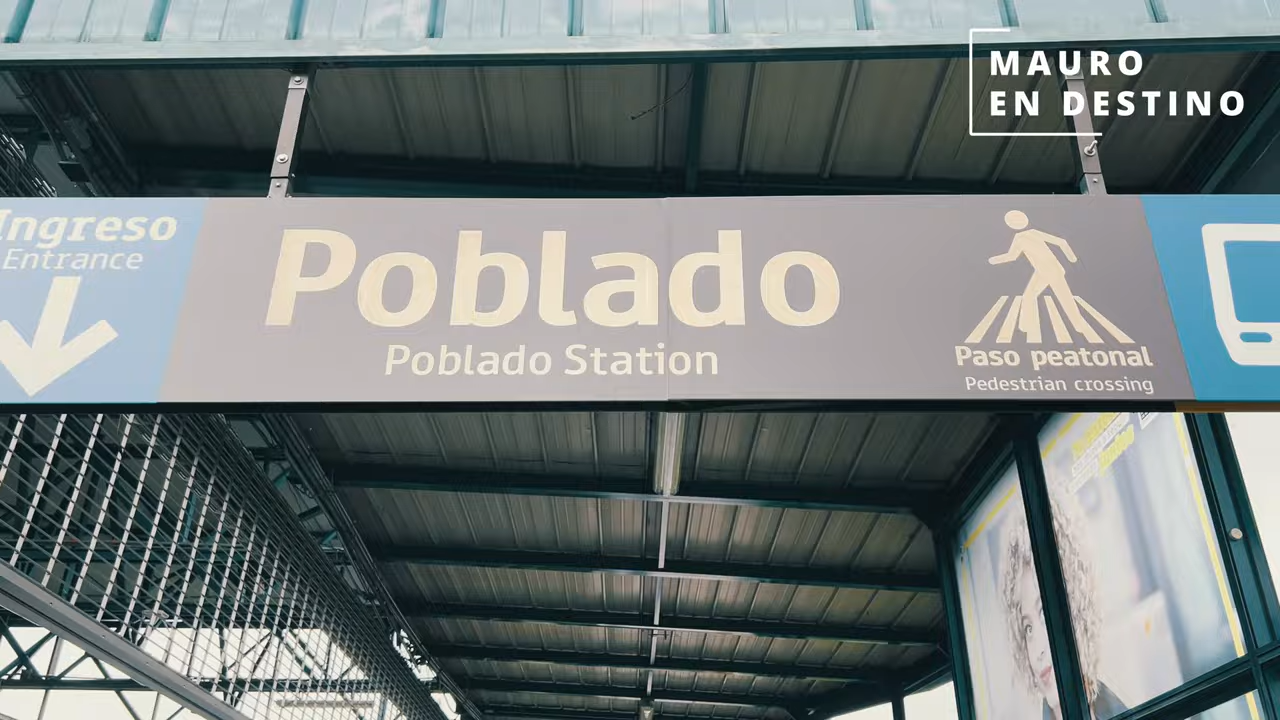 MAURO
EN DESTINO
Ingreso
Entrance
Poblado
Poblado Station
Paso peatonal
Pedestrian crossing